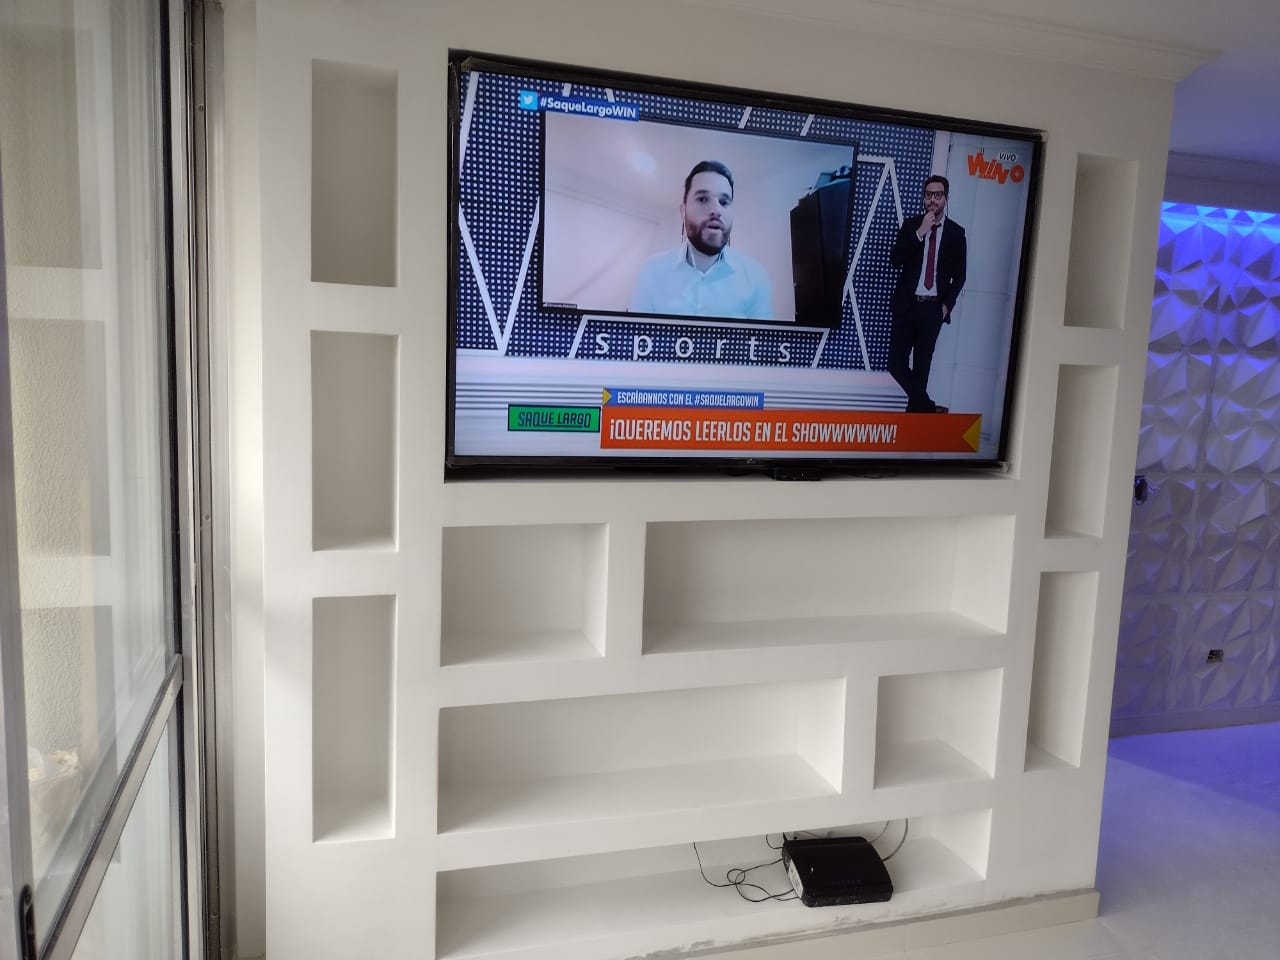 #SaqueLargoWIN
VIVO
WIN+
sports
ESCRÍBANNOS CON EL #SAQUELARGOWIN
SAQUE LARGO
¡QUEREMOS LEERLOS EN EL SHOWWWWWW!